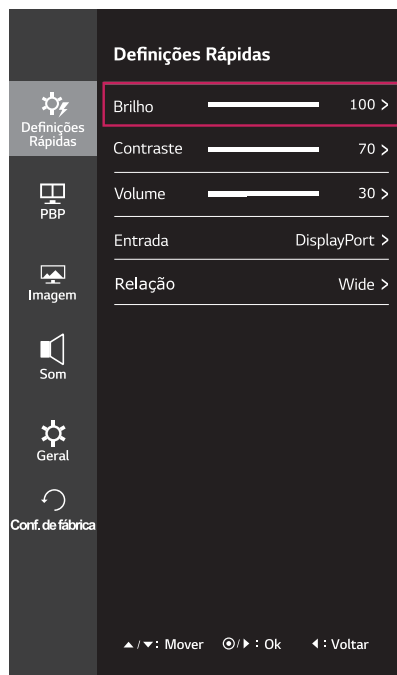 Definições Rápidas
Definições
Rápidas
PBP
Imagem
Som
Geral
Conf. de fábrica
Brilho 100 >
Contraste 70 >
Volume 30 >
Entrada DisplayPort >
Relação Wide >
▲/▼: Mover ⦿/▶ : Ok ◀ : Voltar